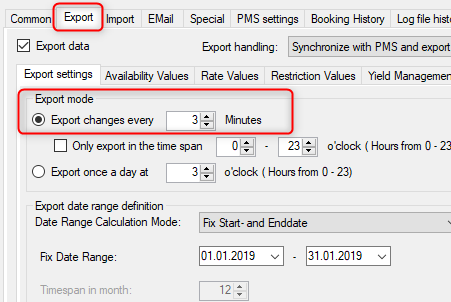 Common Export Import EMail Special PMS settings Booking History Log file
Export data Export handling: Synchronize with PMS and export
Export settings Availability Values Rate Values Restriction Values Yield
Export mode
Export changes every 3 Minutes
Only export in the time span 0 - 23 o'clock ( Hours from 0 - 23
Export once a day at 3 o'clock ( Hours from 0 - 23)
Export date range definition
Date Range Calculation Mode: Fix Start- and Enddate
Fix Date Range: 01.01.2019 - 31.01.2019
Timespan in month: 12